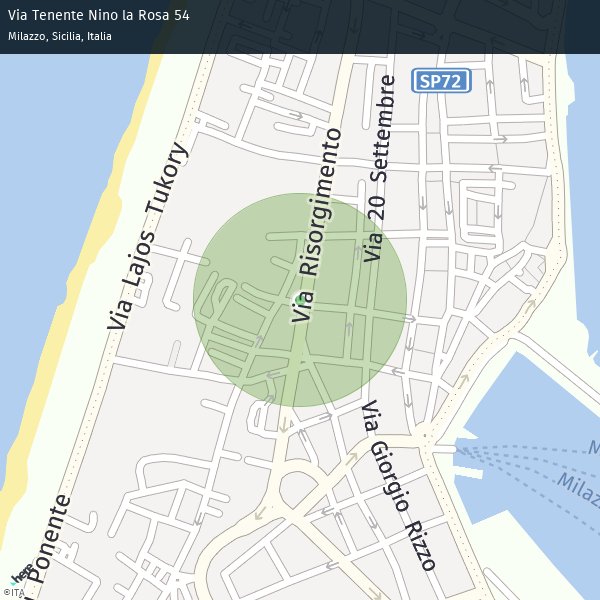 Via Tenente Nino la Rosa 54
Milazzo, Sicilia, Italia
SP72
Via Lajos Tukory
Via Risorgimento
Via 20 Settembre
Via Giorgio Rizzo
Ponente
here
©ITA